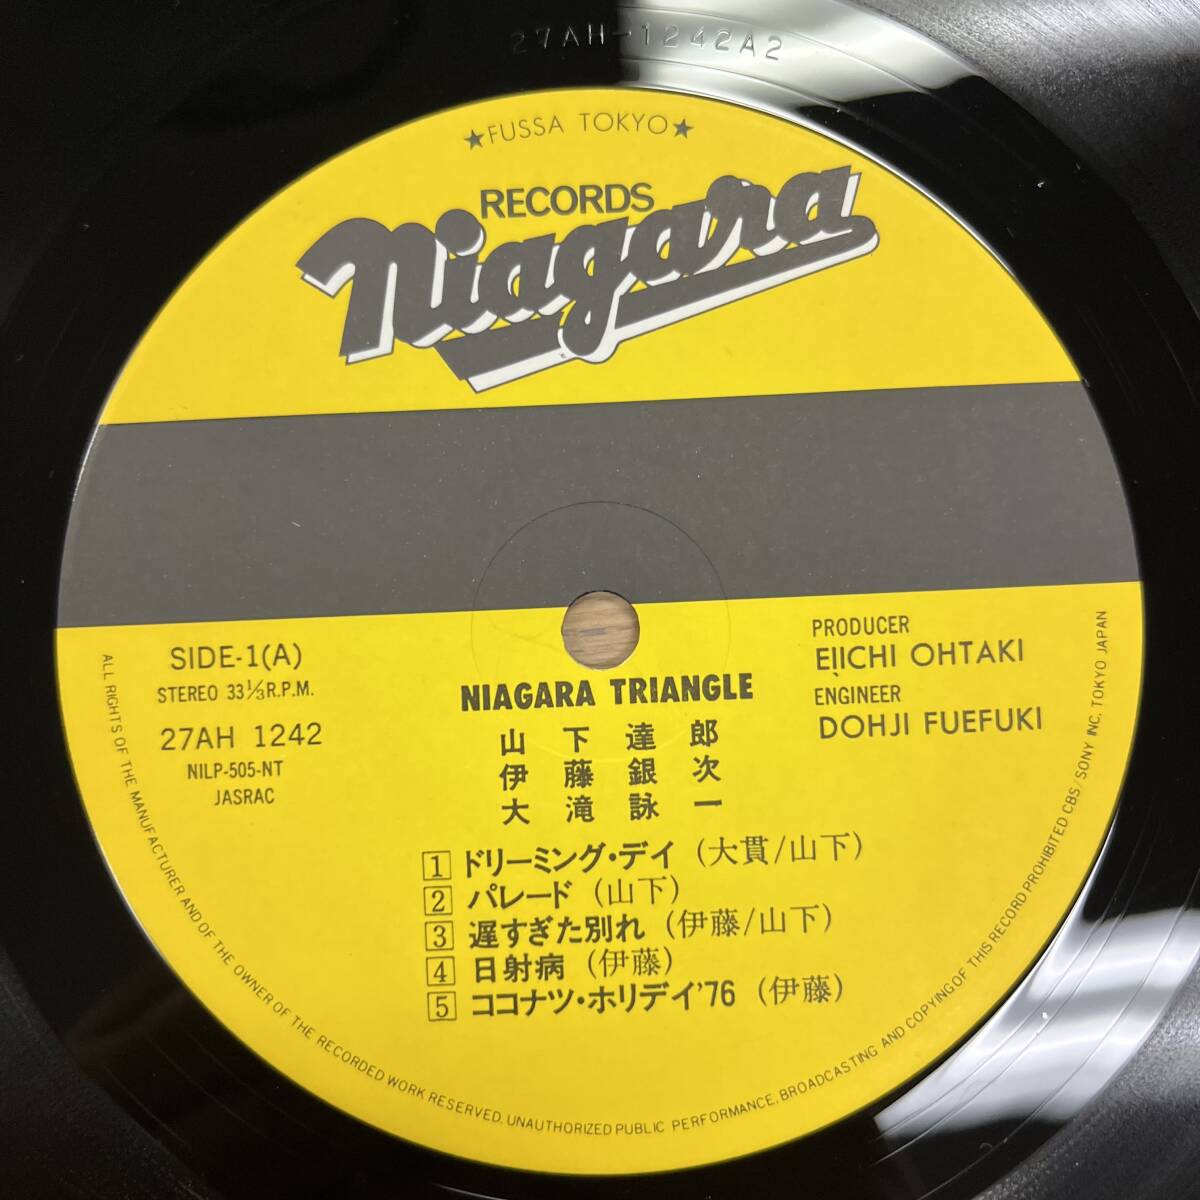 27AH-1242A2
★FUSSA TOKYO★
RECORDS
Niagara
SIDE-1(A)
STEREO 33⅓R.P.M.
27AH 1242
NILP-505-NT
JASRAC
PRODUCER
EIICHI OHTAKI
ENGINEER
DOHJI FUEFUKI
NIAGARA TRIANGLE
山下達郎
伊藤銀次
大滝詠一
1 ドリーミング・デイ (大貫/山下)
2 パレード (山下)
3 遅すぎた別れ (伊藤/山下)
4 日射病 (伊藤)
5 ココナツ・ホリデイ'76 (伊藤)
ALL RIGHTS OF THE MANUFACTURER AND OF THE OWNER OF THE RECORDED WORK RESERVED. UNAUTHORIZED PUBLIC PERFORMANCE, BROADCASTING AND COPYING OF THIS RECORD PROHIBITED CBS/SONY INC. TOKYO JAPAN